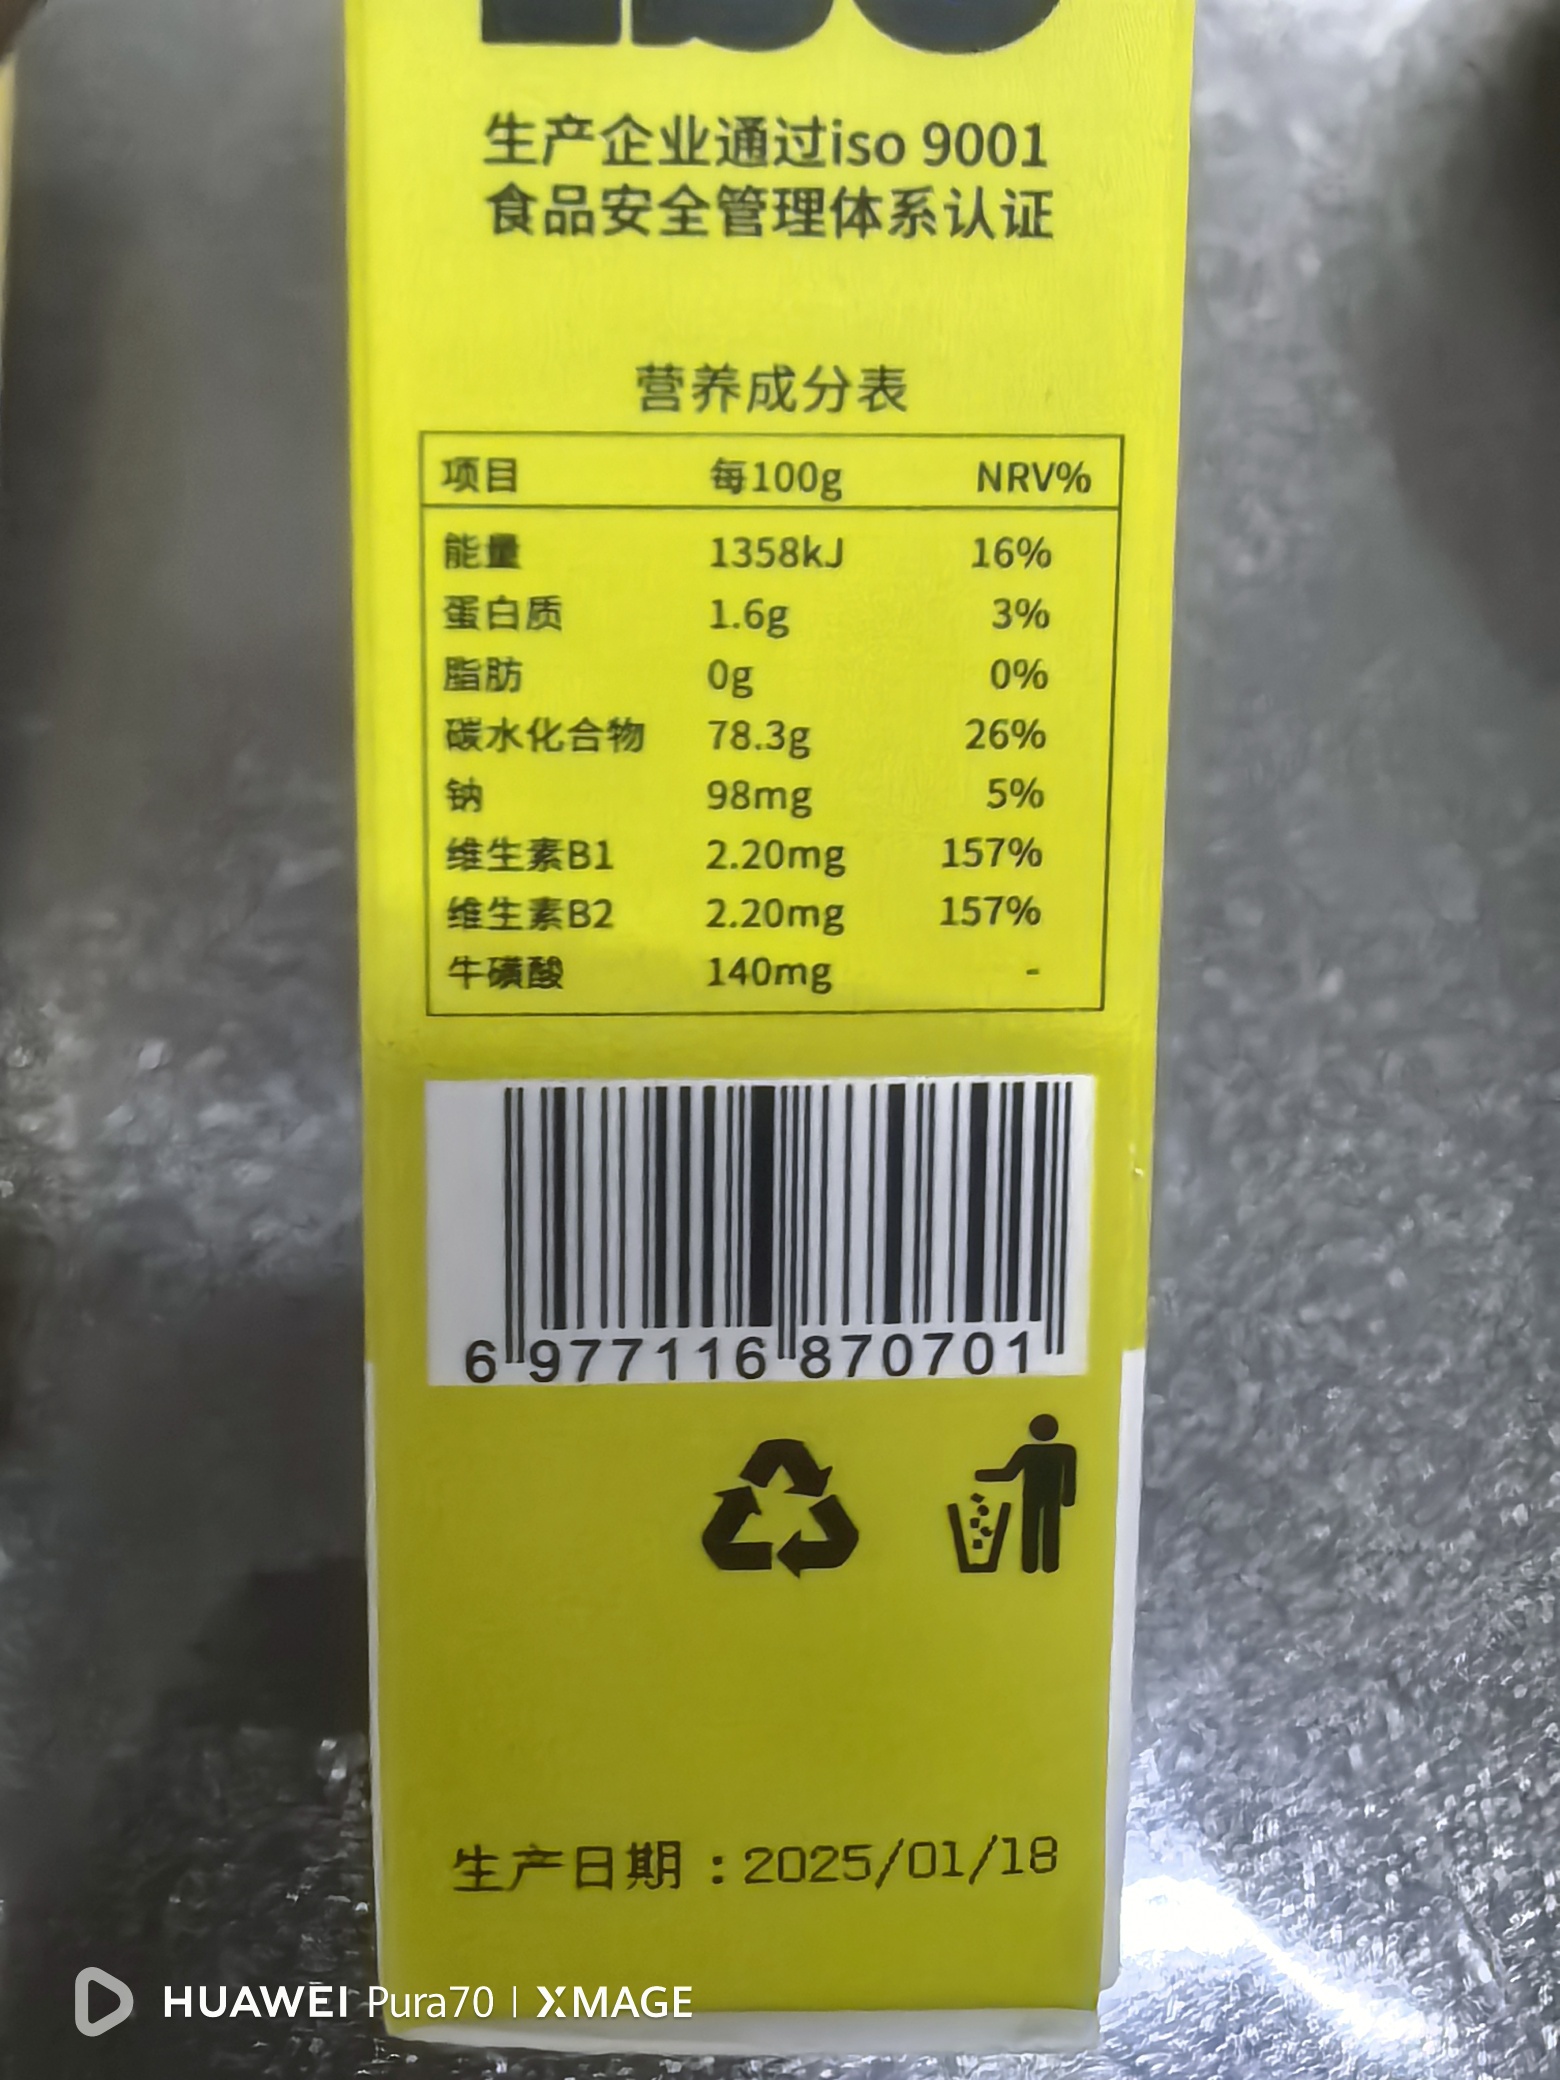 生产企业通过iso 9001
食品安全管理体系认证
营养成分表
项目 每100g NRV%
能量 1358kJ 16%
蛋白质 1.6g 3%
脂肪 0g 0%
碳水化合物 78.3g 26%
钠 98mg 5%
维生素B1 2.20mg 157%
维生素B2 2.20mg 157%
牛磺酸 140mg -
6 977116 870701
生产日期:2025/01/18
HUAWEI Pura70 | XMAGE